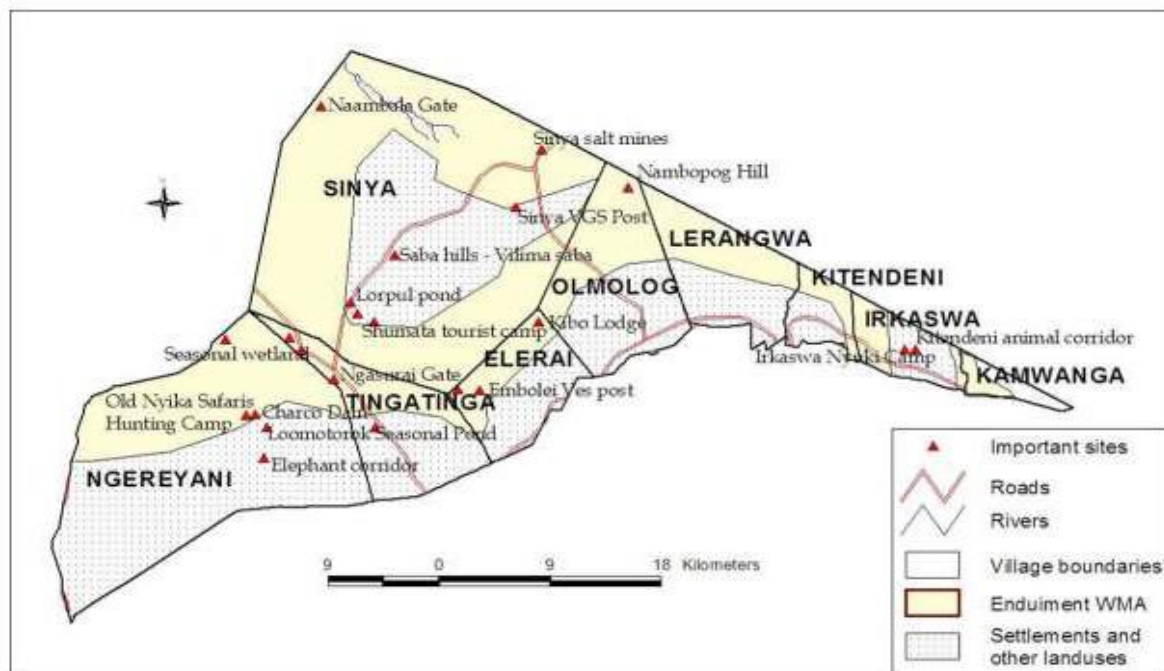 Naambala Gate
Sinya salt mines
Nambopog Hill
SINYA
Sinya VGS Post
LERANGWA
Saba hills - Vilima saba
KITENDENI
OLMOLOG
Lorpul pond
IRKASWA
Shumata tourist camp
Kibo Lodge
Kitendeni animal corridor
Seasonal wetland
ELERAI
Irkaswa Nyuki Camp
KAMWANGA
Ngasurai Gate
Embolei Ves post
TINGATINGA
Old Nyika Safaris
Hunting Camp
Charco Dam
Loomotorok Seasonal Pond
Elephant corridor
NGEREYANI
9 0 9 18 Kilometers
Important sites
Roads
Rivers
Village boundaries
Enduiment WMA
Settlements and
other landuses